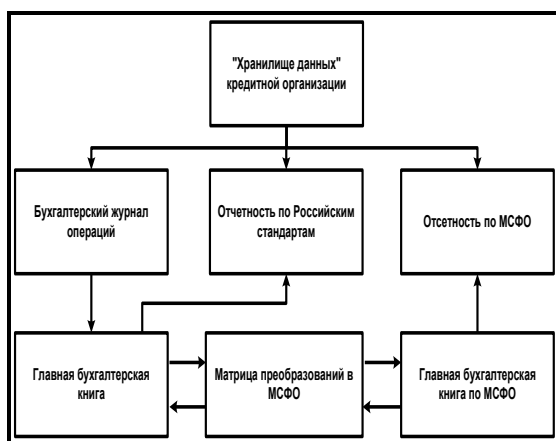 "Хранилище данных"
кредитной организации
Бухгалтерский журнал
операций
Отчетность по Российским
стандартам
Отсетность по МСФО
Главная бухгалтерская
книга
Матрица преобразований в
МСФО
Главная бухгалтерская
книга по МСФО